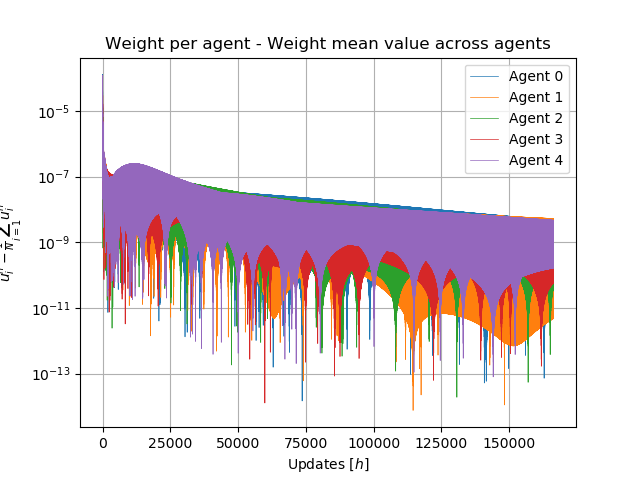 Weight per agent - Weight mean value across agents
Agent 0
Agent 1
Agent 2
Agent 3
Agent 4
10⁻⁵
10⁻⁷
10⁻⁹
10⁻¹¹
10⁻¹³
0
25000
50000
75000
100000
125000
150000
Updates [h]